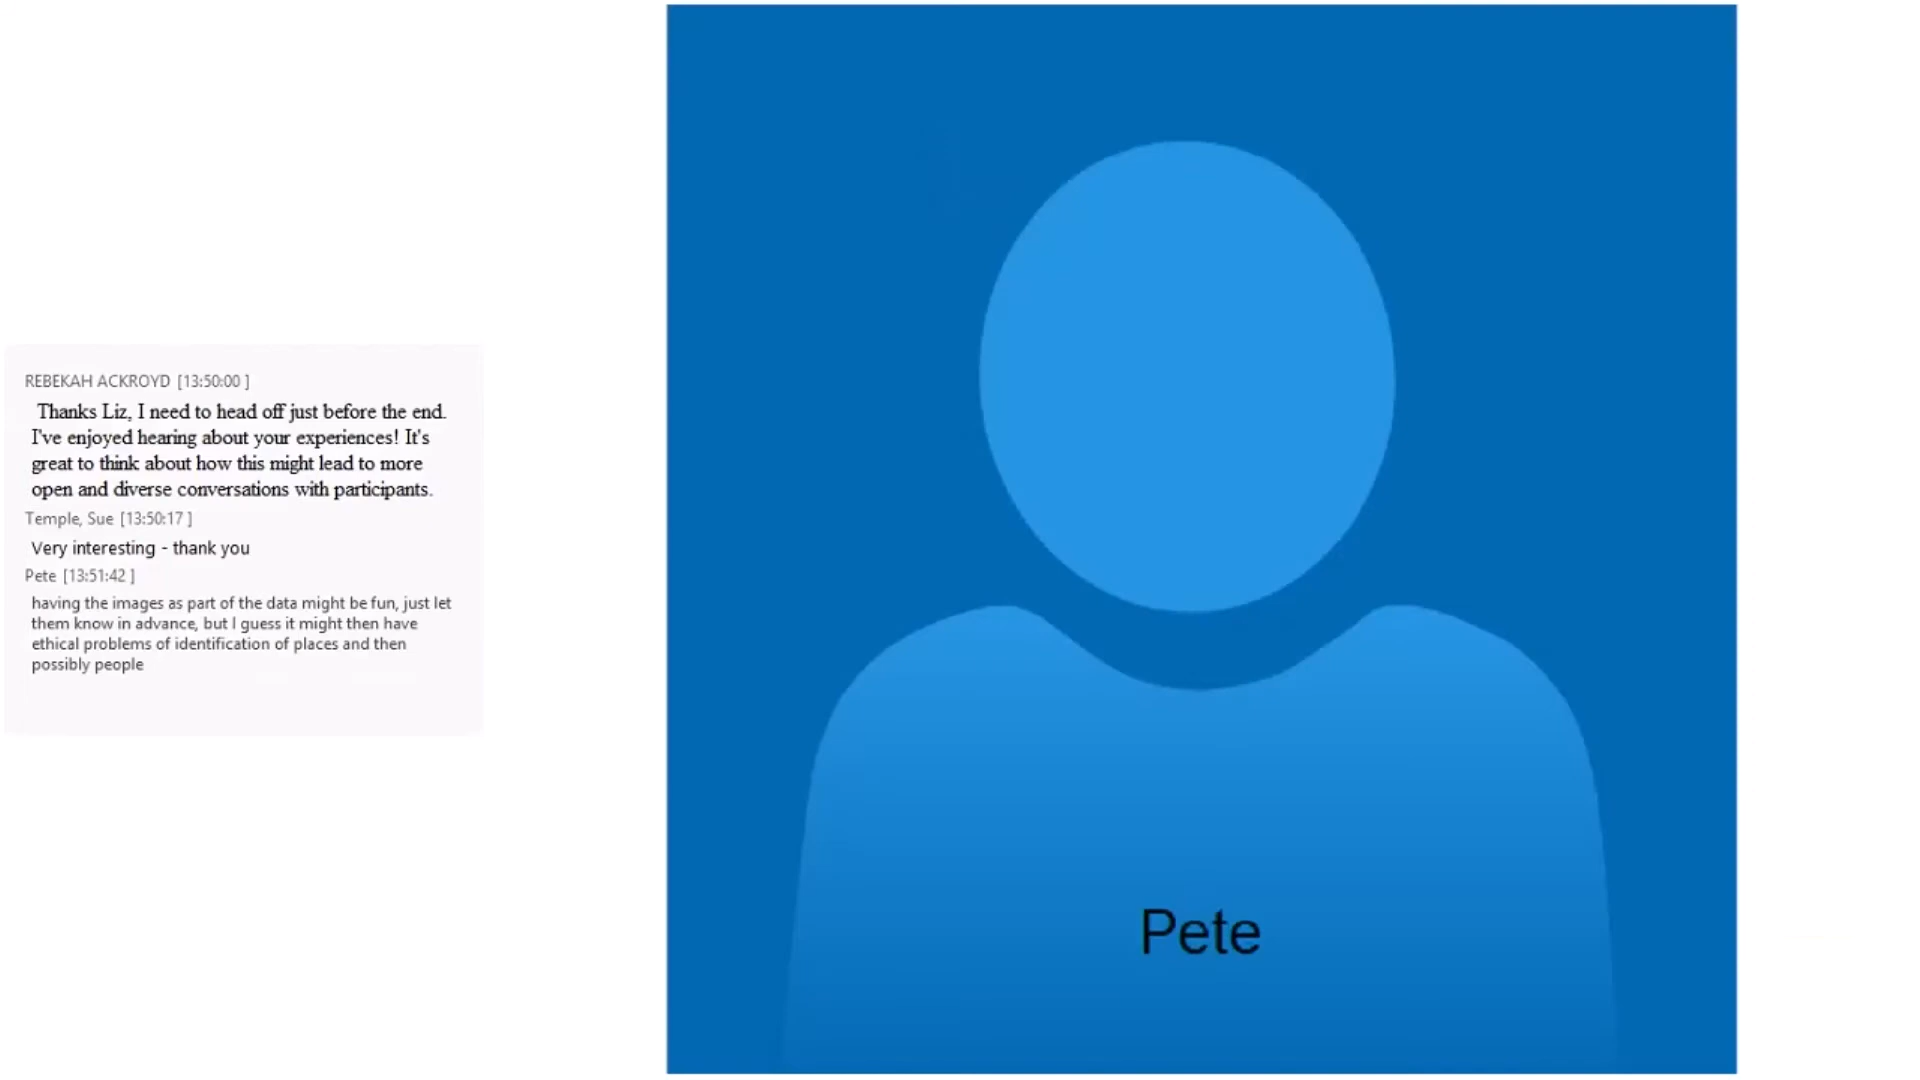 REBEKAH ACKROYD [13:50:00 ]
Thanks Liz, I need to head off just before the end.
I've enjoyed hearing about your experiences! It's
great to think about how this might lead to more
open and diverse conversations with participants.
Temple, Sue [13:50:17 ]
Very interesting - thank you
Pete [13:51:42 ]
having the images as part of the data might be fun, just let
them know in advance, but I guess it might then have
ethical problems of identification of places and then
possibly people
Pete